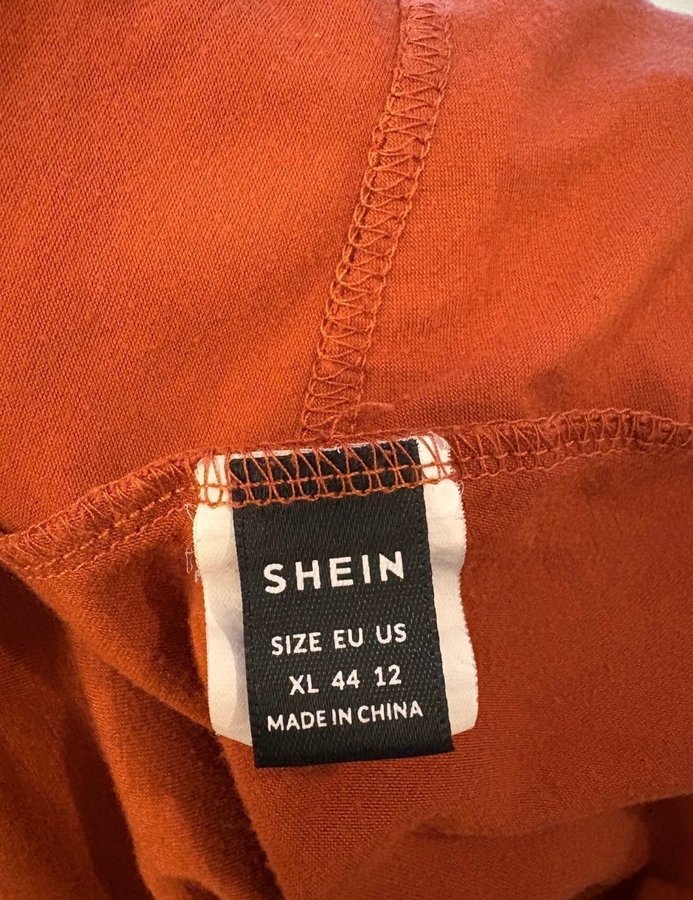 SHEIN
SIZE EU US
XL 44 12
MADE IN CHINA